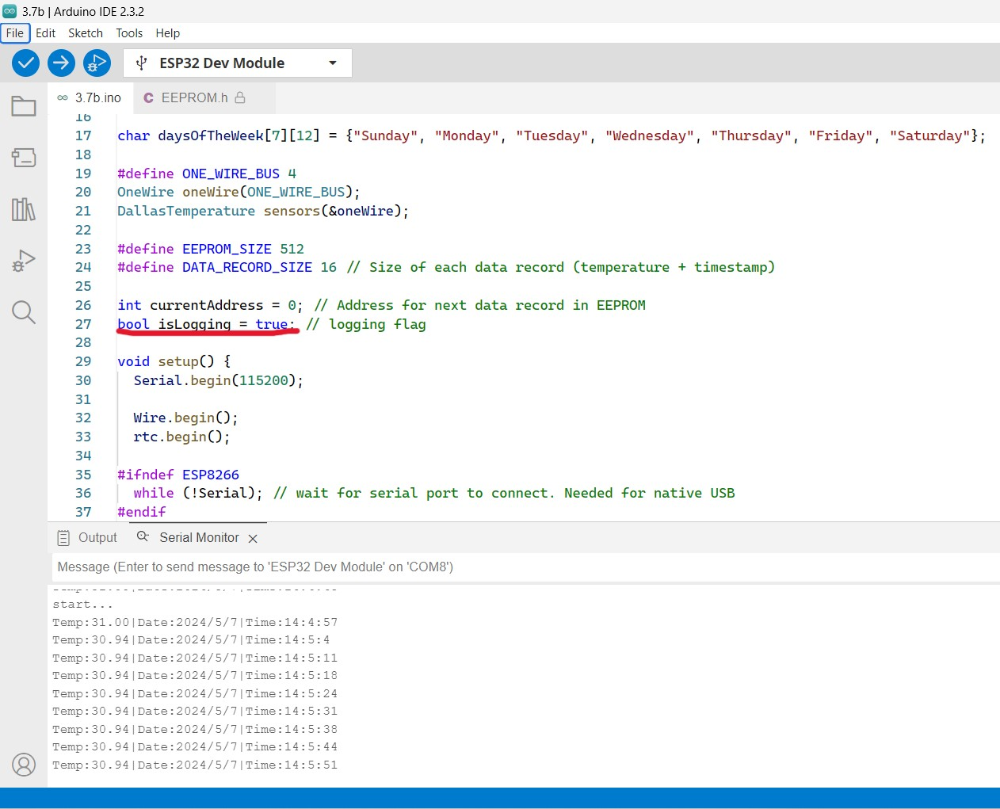 3.7b | Arduino IDE 2.3.2
File Edit Sketch Tools Help
ESP32 Dev Module
3.7b.ino C EEPROM.h
16
17 char daysOfTheWeek[7][12] = {"Sunday", "Monday", "Tuesday", "Wednesday", "Thursday", "Friday", "Saturday"};
18
19 #define ONE_WIRE_BUS 4
20 OneWire oneWire(ONE_WIRE_BUS);
21 DallasTemperature sensors(&oneWire);
22
23 #define EEPROM_SIZE 512
24 #define DATA_RECORD_SIZE 16 // Size of each data record (temperature + timestamp)
25
26 int currentAddress = 0; // Address for next data record in EEPROM
27 bool isLogging = true; // logging flag
28
29 void setup() {
30 Serial.begin(115200);
31
32 Wire.begin();
33 rtc.begin();
34
35 #ifndef ESP8266
36 while (!Serial); // wait for serial port to connect. Needed for native USB
37 #endif
Output Serial Monitor
Message (Enter to send message to 'ESP32 Dev Module' on 'COM8')
start...
Temp:31.00|Date:2024/5/7|Time:14:4:57
Temp:30.94|Date:2024/5/7|Time:14:5:4
Temp:30.94|Date:2024/5/7|Time:14:5:11
Temp:30.94|Date:2024/5/7|Time:14:5:18
Temp:30.94|Date:2024/5/7|Time:14:5:24
Temp:30.94|Date:2024/5/7|Time:14:5:31
Temp:30.94|Date:2024/5/7|Time:14:5:38
Temp:30.94|Date:2024/5/7|Time:14:5:44
Temp:30.94|Date:2024/5/7|Time:14:5:51